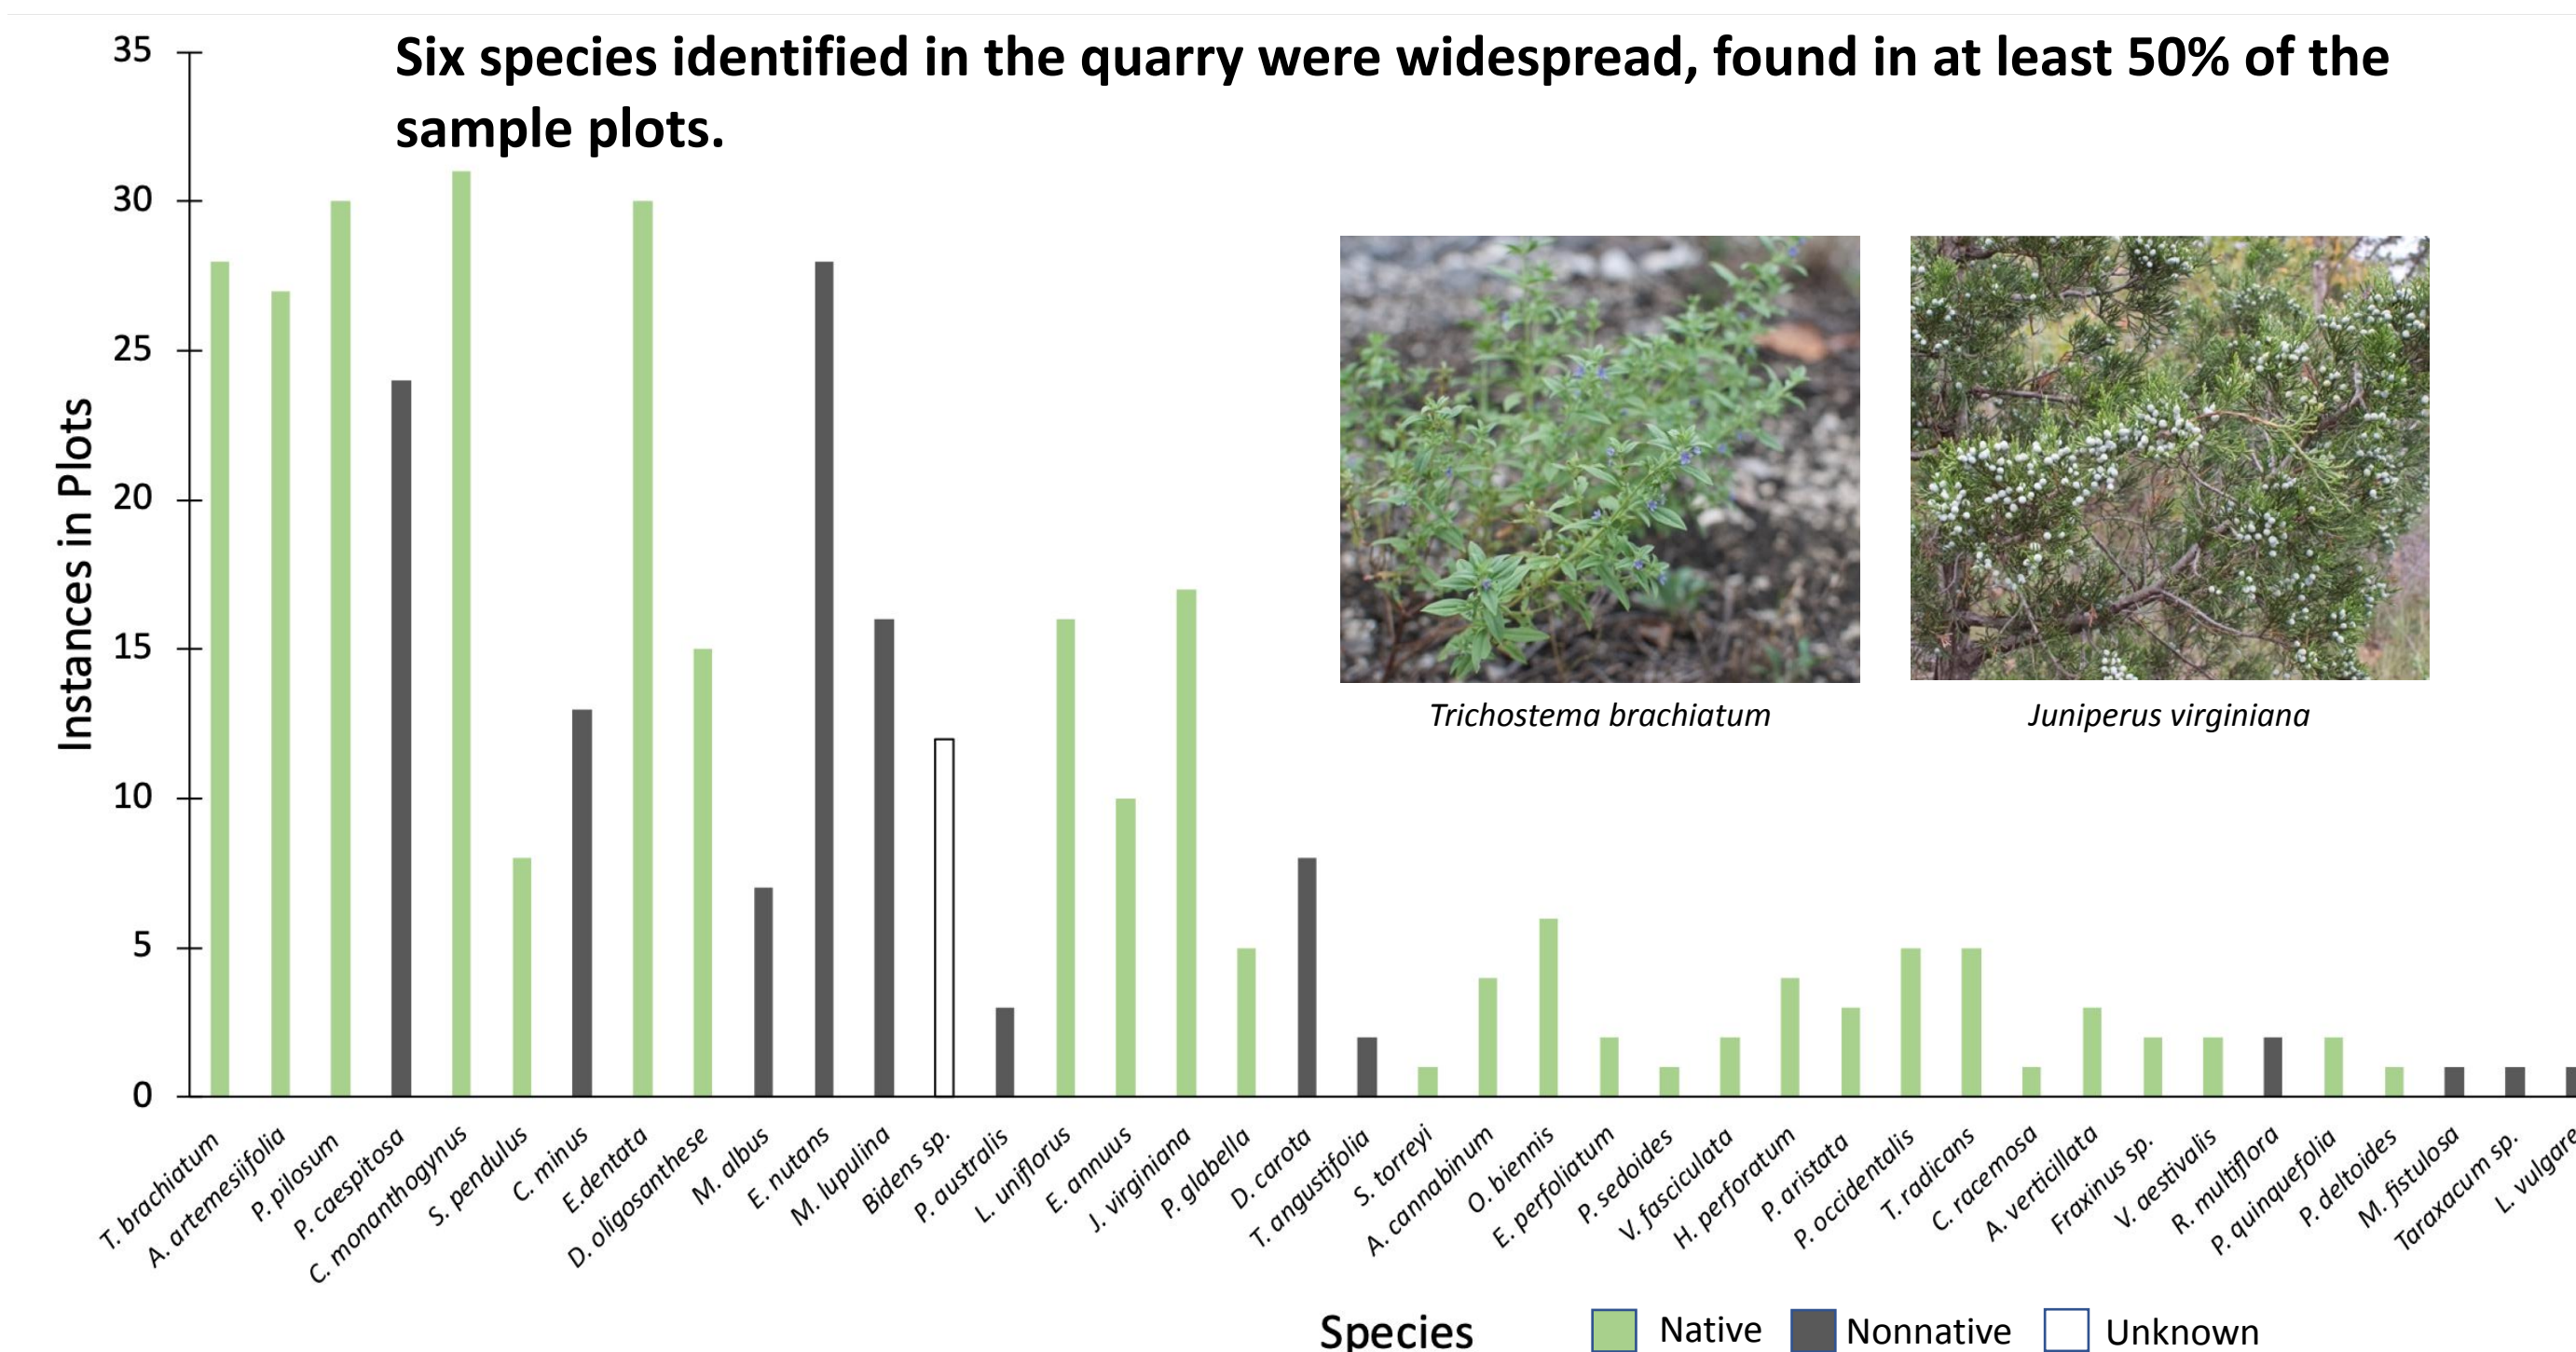 Six species identified in the quarry were widespread, found in at least 50% of the
sample plots.
35
30
25
20
15
10
5
0
Instances in Plots
Trichostema brachiatum
Juniperus virginiana
T. brachiatum
A. artemesiifolia
P. pilosum
P. caespitosa
C. monanthogynus
S. pendulus
C. minus
E.dentata
D. oligosanthese
M. albus
E. nutans
M. lupulina
Bidens sp.
P. australis
L. uniflorus
E. annuus
J. virginiana
P. glabella
D. carota
T. angustifolia
S. torreyi
A. cannabinum
O. biennis
E. perfoliatum
P. sedoides
V. fasciculata
H. perforatum
P. aristata
P. occidentalis
T. radicans
C. racemosa
A. verticillata
Fraxinus sp.
V. aestivalis
R. multiflora
P. quinquefolia
P. deltoides
M. fistulosa
Taraxacum sp.
L. vulgare
Species
Native
Nonnative
Unknown